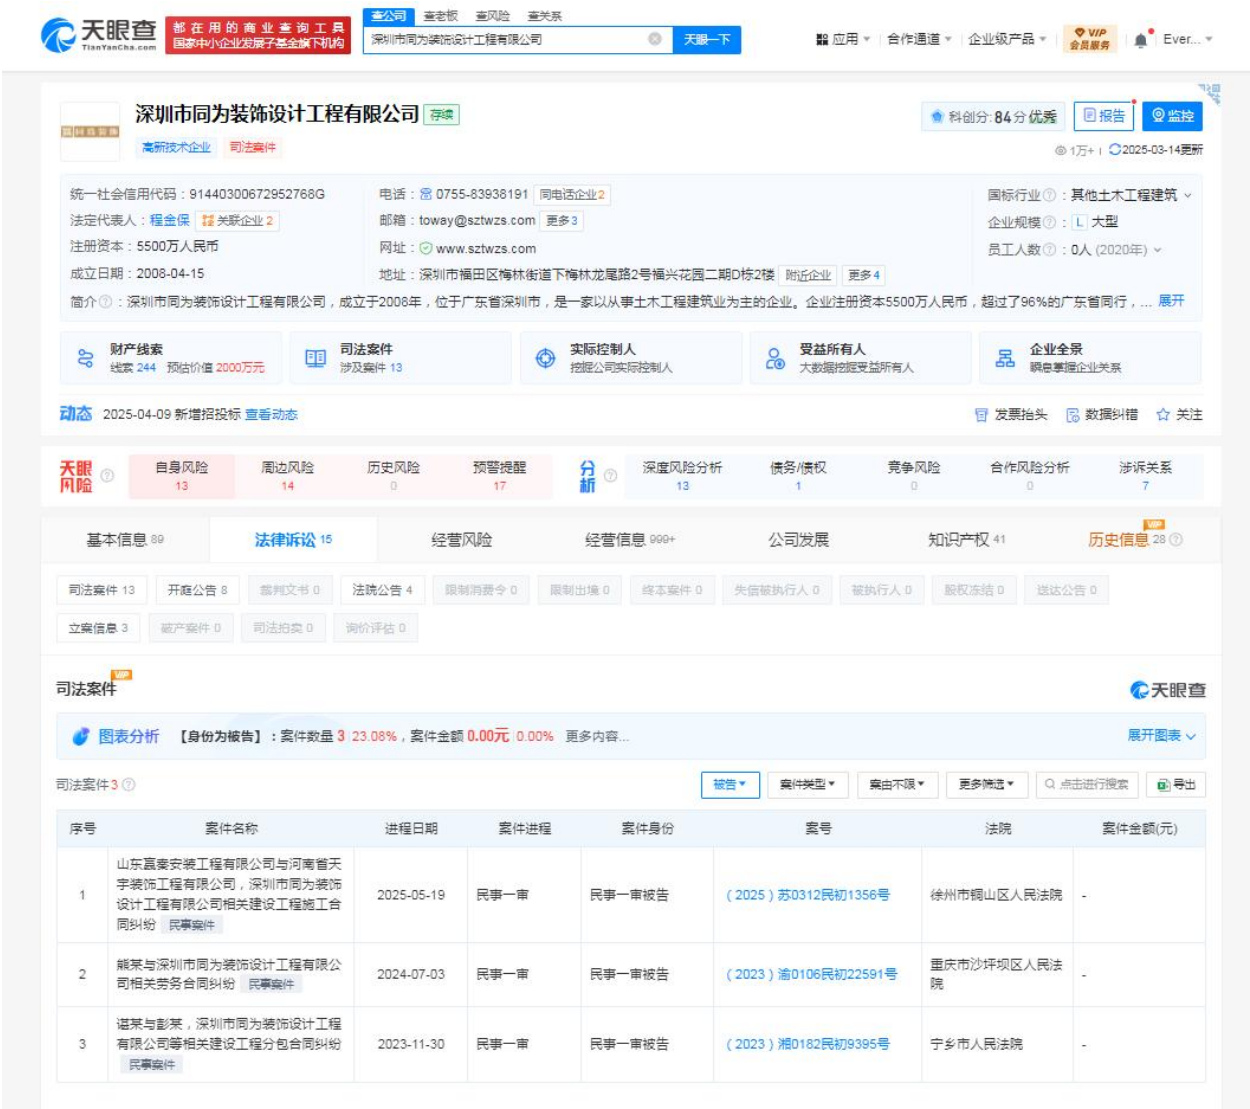 天眼查
TianYanCha.com
都在用的商业查询工具
国家中小企业发展子基金旗下机构
查公司 查老板 查风险 查关系
深圳市同为装饰设计工程有限公司 天眼一下
应用 合作通道 企业级产品 VIP 会员服务 Ever...
深圳市同为装饰设计工程有限公司 存续
高新技术企业 司法案件
科创分:84分 优秀 报告 监控
1万+ 2025-03-14更新
统一社会信用代码：91440300672952768G 电话：0755-83938191 同电话企业2 国标行业：其他土木工程建筑
法定代表人：程金保 关联企业 2 邮箱：toway@sztwzs.com 更多3 企业规模：L 大型
注册资本：5500万人民币 网址：www.sztwzs.com 员工人数：0人 (2020年)
成立日期：2008-04-15 地址：深圳市福田区梅林街道下梅林龙尾路2号福兴花园二期D栋2楼 附近企业 更多4
简介：深圳市同为装饰设计工程有限公司，成立于2008年，位于广东省深圳市，是一家以从事土木工程建筑业为主的企业。企业注册资本5500万人民币，超过了96%的广东省同行，... 展开
财产线索 司法案件 实际控制人 受益所有人 企业全景
线索 244 预估价值 2000万元 涉及案件 13 挖掘公司实际控制人 大数据挖掘受益所有人 瞬息掌握企业关系
动态 2025-04-09 新增招投标 查看动态 发票抬头 数据纠错 关注
天眼风险 自身风险 周边风险 历史风险 预警提醒 分析 深度风险分析 债务/债权 竞争风险 合作风险分析 涉诉关系
13 14 0 17 13 1 0 0 7
基本信息 89 法律诉讼 15 经营风险 经营信息 999+ 公司发展 知识产权 41 历史信息 28 VIP
司法案件 13 开庭公告 8 裁判文书 0 法院公告 4 限制消费令 0 限制出境 0 终本案件 0 失信被执行人 0 被执行人 0 股权冻结 0 送达公告 0
立案信息 3 破产案件 0 司法拍卖 0 询价评估 0
司法案件 VIP 天眼查
图表分析 【身份为被告】：案件数量 3 23.08%，案件金额 0.00元 0.00% 更多内容... 展开图表
司法案件 3 被告 案件类型 案由不限 更多筛选 点击进行搜索 导出
序号 案件名称 进程日期 案件进程 案件身份 案号 法院 案件金额(元)
山东嬴秦安装工程有限公司与河南省天
宇装饰工程有限公司，深圳市同为装饰
1 设计工程有限公司相关建设工程施工合 2025-05-19 民事一审 民事一审被告 （2025）苏0312民初1356号 徐州市铜山区人民法院 -
同纠纷 民事案件
2 熊某与深圳市同为装饰设计工程有限公 2024-07-03 民事一审 民事一审被告 （2023）渝0106民初22591号 重庆市沙坪坝区人民法 -
司相关劳务合同纠纷 民事案件 院
谌某与彭某，深圳市同为装饰设计工程
3 有限公司等相关建设工程分包合同纠纷 2023-11-30 民事一审 民事一审被告 （2023）湘0182民初9395号 宁乡市人民法院 -
民事案件